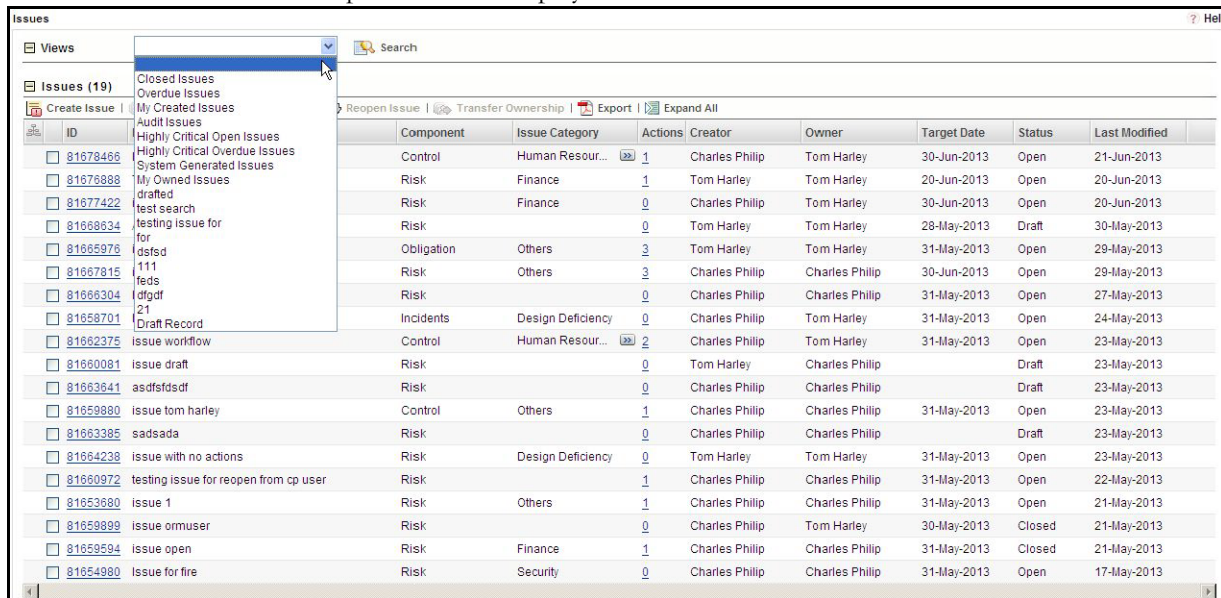 Issues ? Hel
Views Search
Issues (19)
Create Issue | Reopen Issue | Transfer Ownership | Export | Expand All
Closed Issues
Overdue Issues
My Created Issues
Audit Issues
Highly Critical Open Issues
Highly Critical Overdue Issues
System Generated Issues
My Owned Issues
drafted
test search
testing issue for
for
dsfsd
111
feds
dfgdf
21
Draft Record
ID Component Issue Category Actions Creator Owner Target Date Status Last Modified
81678466 Control Human Resour... 1 Charles Philip Tom Harley 30-Jun-2013 Open 21-Jun-2013
81676888 Risk Finance 1 Tom Harley Tom Harley 20-Jun-2013 Open 20-Jun-2013
81677422 Risk Finance 0 Charles Philip Tom Harley 30-Jun-2013 Open 20-Jun-2013
81668634 Risk 0 Tom Harley Tom Harley 28-May-2013 Draft 30-May-2013
81665976 Obligation Others 3 Tom Harley Tom Harley 31-May-2013 Open 29-May-2013
81667815 Risk Others 3 Charles Philip Charles Philip 30-Jun-2013 Open 29-May-2013
81666304 Risk 0 Charles Philip Charles Philip 31-May-2013 Open 27-May-2013
81658701 Incidents Design Deficiency 0 Charles Philip Tom Harley 31-May-2013 Open 24-May-2013
81662375 issue workflow Control Human Resour... 2 Charles Philip Tom Harley 31-May-2013 Open 23-May-2013
81660081 issue draft Risk 0 Tom Harley Charles Philip Draft 23-May-2013
81663641 asdfsfdsdf Risk 0 Charles Philip Charles Philip Draft 23-May-2013
81659880 issue tom harley Control Others 1 Charles Philip Charles Philip 31-May-2013 Open 23-May-2013
81663385 sadsada Risk 0 Charles Philip Charles Philip Draft 23-May-2013
81664238 issue with no actions Risk Design Deficiency 0 Tom Harley Tom Harley 31-May-2013 Open 23-May-2013
81660972 testing issue for reopen from cp user Risk 1 Charles Philip Charles Philip 31-May-2013 Open 22-May-2013
81653680 issue 1 Risk Others 1 Charles Philip Charles Philip 31-May-2013 Open 21-May-2013
81659899 issue ormuser Risk 0 Charles Philip Tom Harley 30-May-2013 Closed 21-May-2013
81659594 issue open Risk Finance 1 Charles Philip Charles Philip 31-May-2013 Closed 21-May-2013
81654980 Issue for fire Risk Security 0 Charles Philip Charles Philip 31-May-2013 Open 17-May-2013